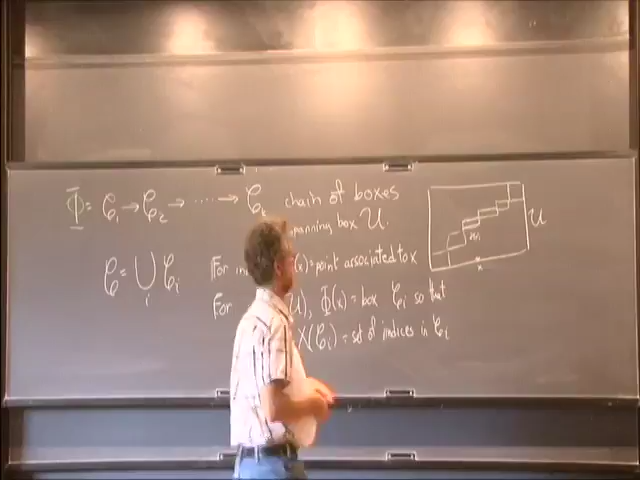 Φ = 𝒞₁ → 𝒞₂ → ⋯⋯ → 𝒞ₖ chain of boxes
spanning box 𝒰.
𝒞 = ⋃ᵢ 𝒞ᵢ For in (x) = point associated to x
For 𝒰), Φ(x) = box 𝒞ᵢ so that
X(𝒞ᵢ) = set of indices in 𝒞ᵢ
𝒰
x